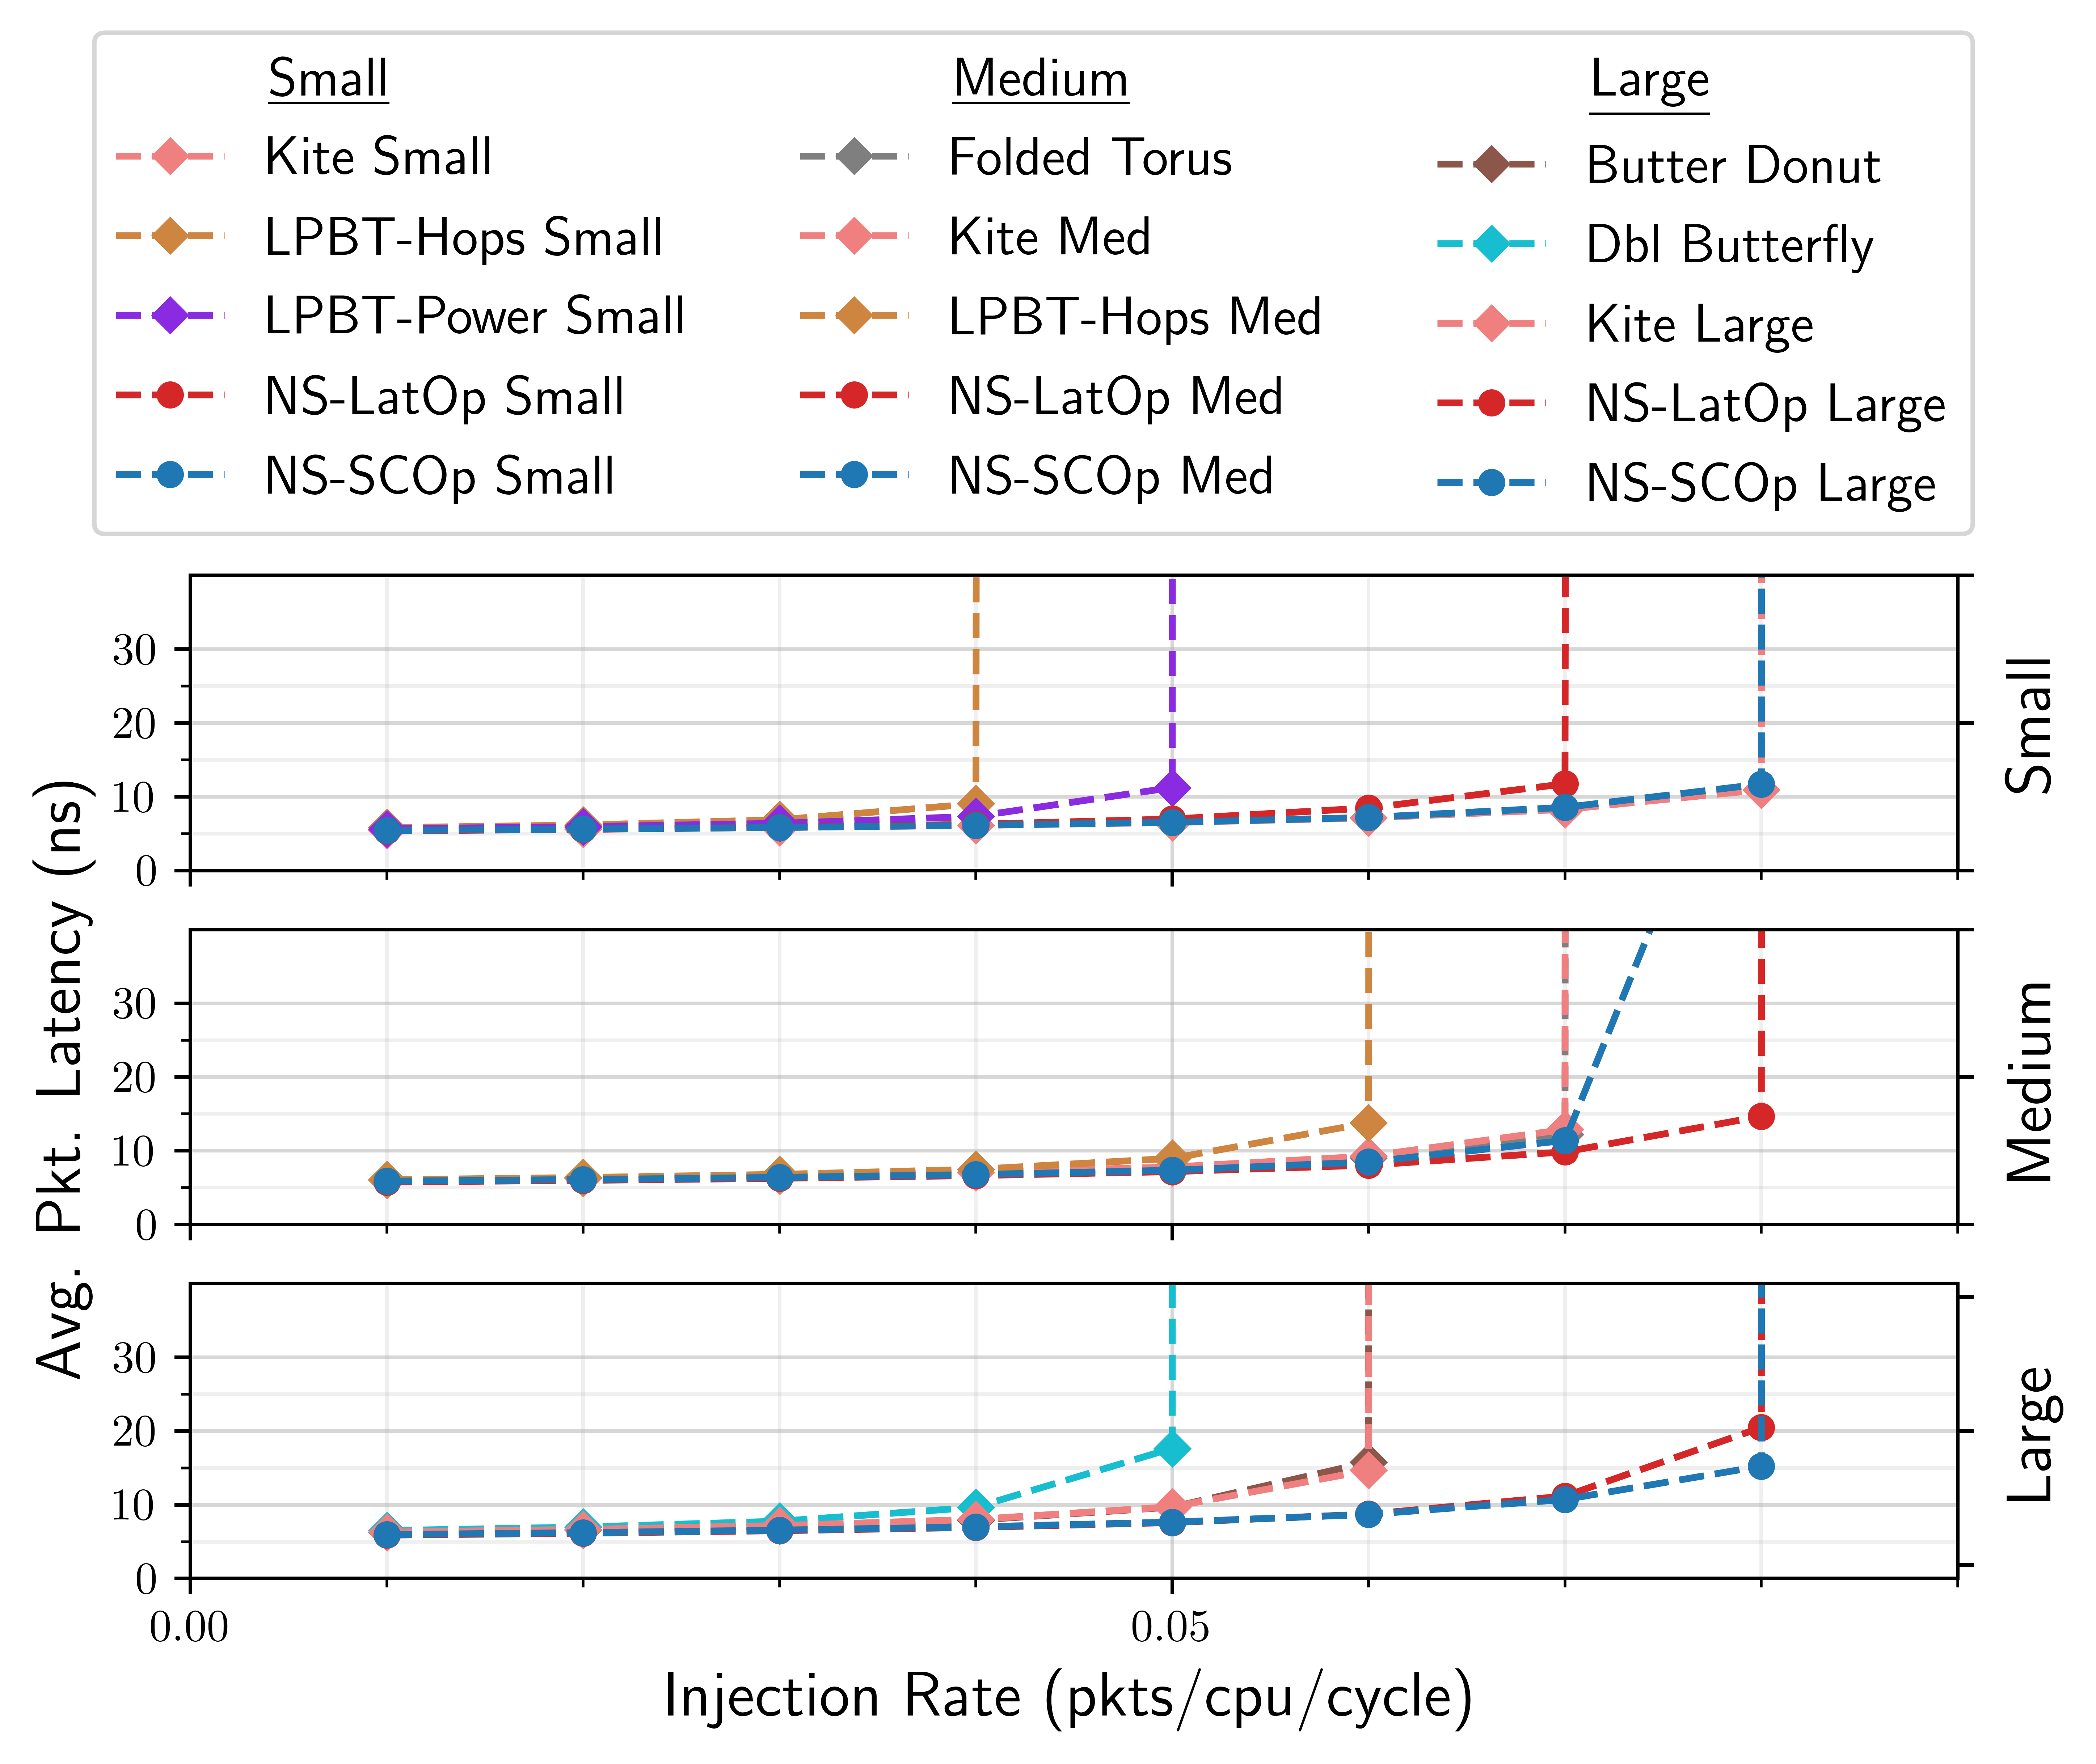 Small
Kite Small
LPBT-Hops Small
LPBT-Power Small
NS-LatOp Small
NS-SCOp Small
Medium
Folded Torus
Kite Med
LPBT-Hops Med
NS-LatOp Med
NS-SCOp Med
Large
Butter Donut
Dbl Butterfly
Kite Large
NS-LatOp Large
NS-SCOp Large
Avg. Pkt. Latency (ns)
30
20
10
0
Small
30
20
10
0
Medium
30
20
10
0
Large
0.00
0.05
Injection Rate (pkts/cpu/cycle)